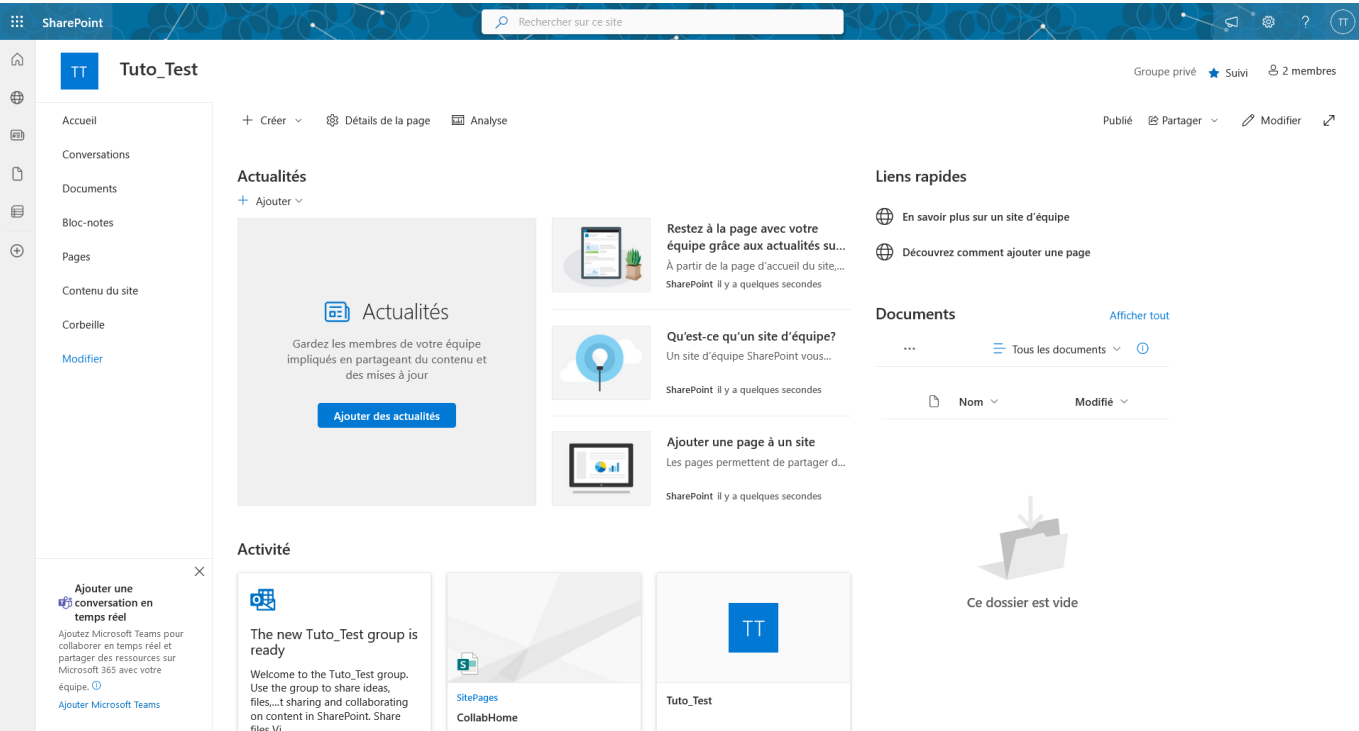 SharePoint
Rechercher sur ce site
?
TT
TT
Tuto_Test
Groupe privé
Suivi
2 membres
Accueil
Conversations
Documents
Bloc-notes
Pages
Contenu du site
Corbeille
Modifier
Créer
Détails de la page
Analyse
Publié
Partager
Modifier
Actualités
Ajouter
Actualités
Gardez les membres de votre équipe
impliqués en partageant du contenu et
des mises à jour
Ajouter des actualités
Restez à la page avec votre
équipe grâce aux actualités su...
À partir de la page d'accueil du site,...
SharePoint il y a quelques secondes
Qu'est-ce qu'un site d'équipe?
Un site d'équipe SharePoint vous...
SharePoint il y a quelques secondes
Ajouter une page à un site
Les pages permettent de partager d...
SharePoint il y a quelques secondes
Liens rapides
En savoir plus sur un site d'équipe
Découvrez comment ajouter une page
Documents
Afficher tout
...
Tous les documents
Nom
Modifié
Ce dossier est vide
Activité
The new Tuto_Test group is
ready
Welcome to the Tuto_Test group.
Use the group to share ideas,
files,...t sharing and collaborating
on content in SharePoint. Share
files Vi
S
SitePages
CollabHome
TT
Tuto_Test
Ajouter une
conversation en
temps réel
Ajoutez Microsoft Teams pour
collaborer en temps réel et
partager des ressources sur
Microsoft 365 avec votre
équipe.
Ajouter Microsoft Teams